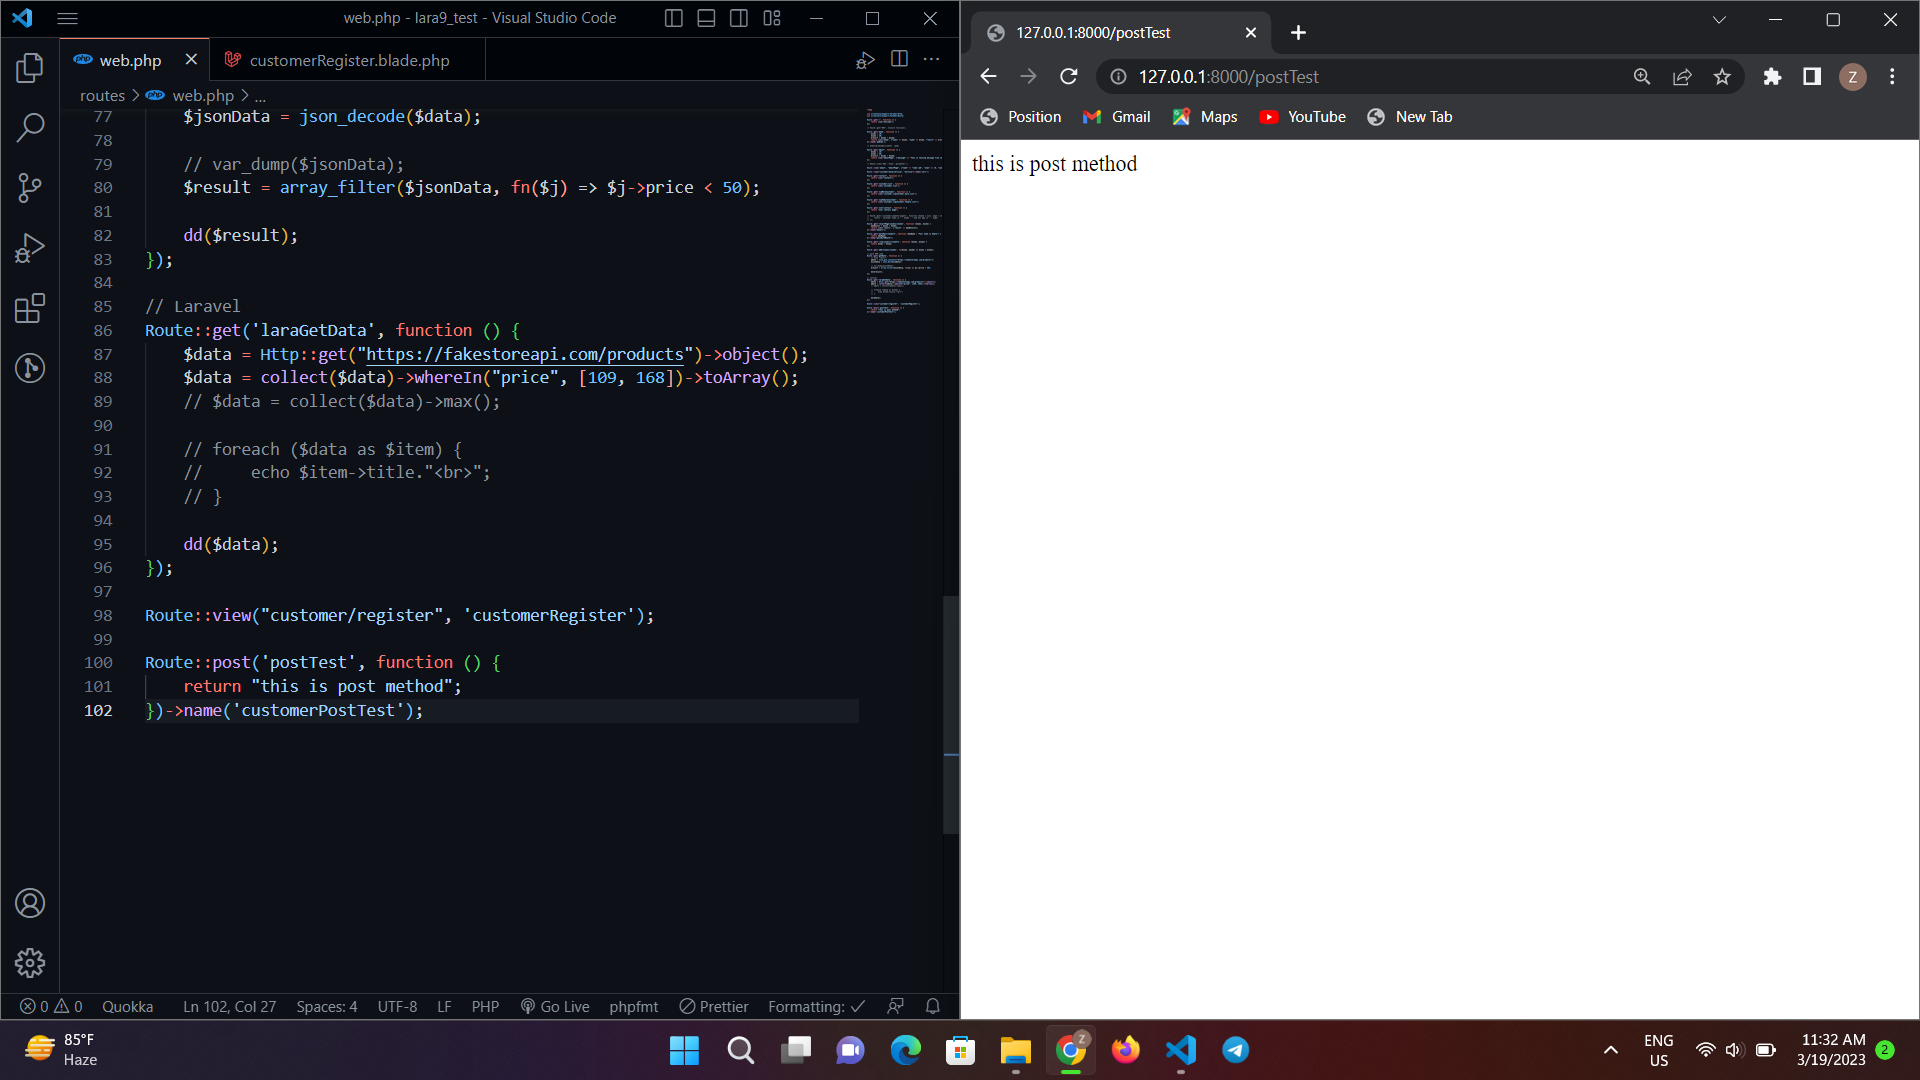 web.php - lara9_test - Visual Studio Code
web.php
customerRegister.blade.php
routes > web.php > ...
77 $jsonData = json_decode($data);
78
79 // var_dump($jsonData);
80 $result = array_filter($jsonData, fn($j) => $j->price < 50);
81
82 dd($result);
83 });
84
85 // Laravel
86 Route::get('laraGetData', function () {
87 $data = Http::get("https://fakestoreapi.com/products")->object();
88 $data = collect($data)->whereIn("price", [109, 168])->toArray();
89 // $data = collect($data)->max();
90
91 // foreach ($data as $item) {
92 //     echo $item->title."<br>";
93 // }
94
95 dd($data);
96 });
97
98 Route::view("customer/register", 'customerRegister');
99
100 Route::post('postTest', function () {
101 return "this is post method";
102 })->name('customerPostTest');
0 0 Quokka Ln 102, Col 27 Spaces: 4 UTF-8 LF PHP Go Live phpfmt Prettier Formatting: ✓
127.0.0.1:8000/postTest
127.0.0.1:8000/postTest
Z
Position Gmail Maps YouTube New Tab
this is post method
85°F
Haze
Z
ENG
US
11:32 AM
3/19/2023
2